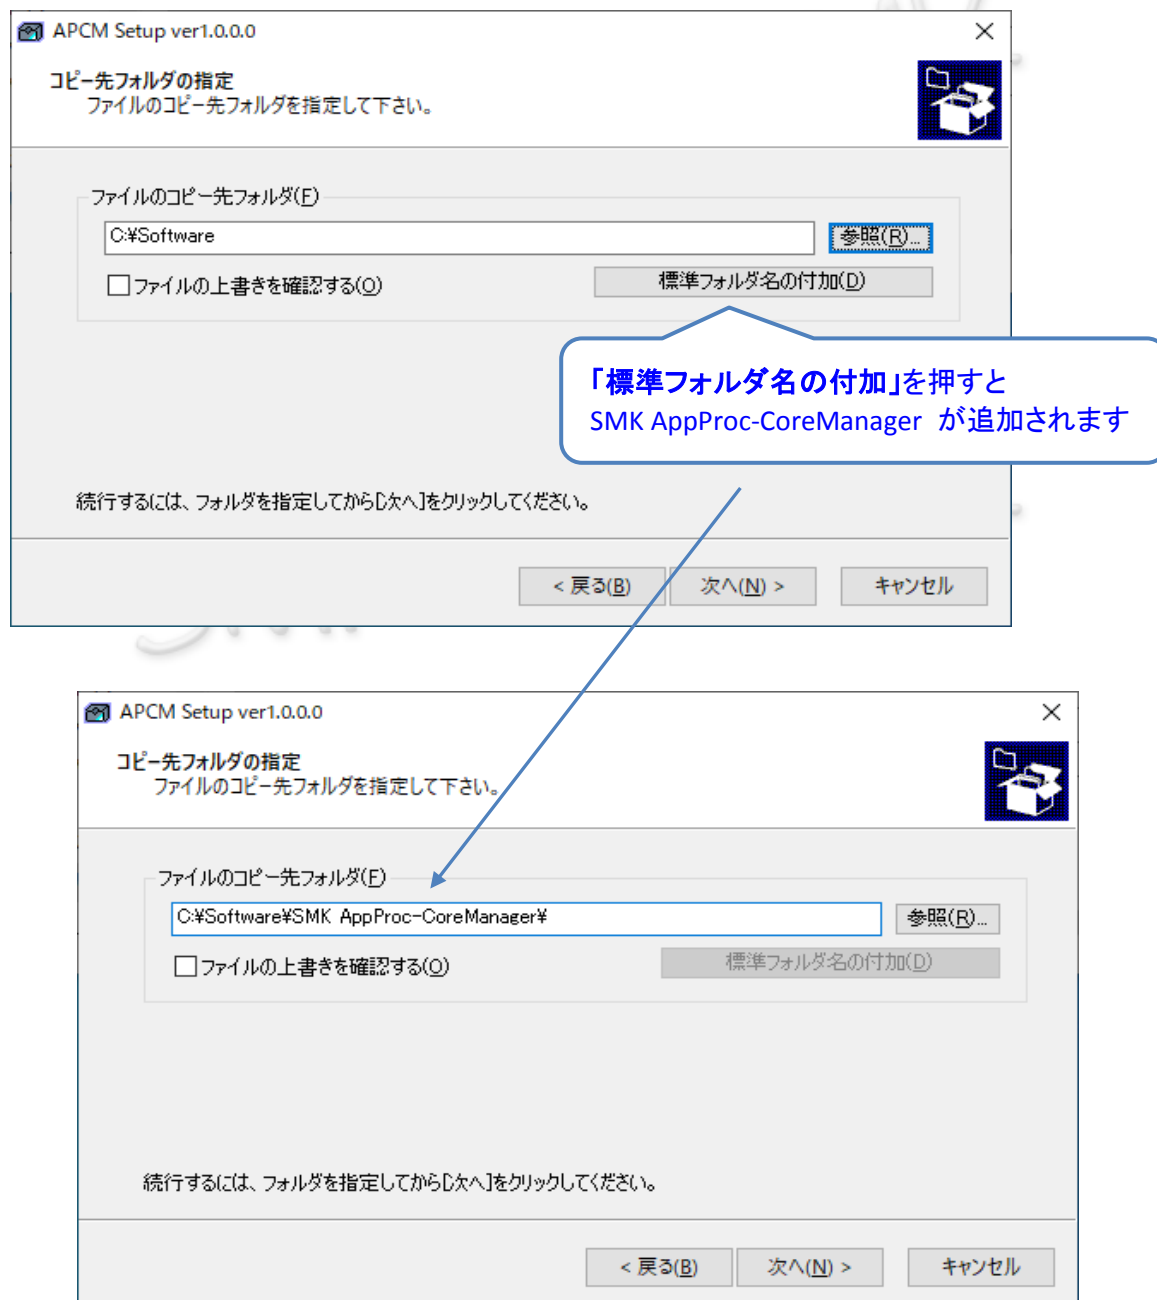 APCM Setup ver1.0.0.0
コピー先フォルダの指定
ファイルのコピー先フォルダを指定して下さい。
ファイルのコピー先フォルダ(F)
C:¥Software
参照(R)...
ファイルの上書きを確認する(O)
標準フォルダ名の付加(D)
「標準フォルダ名の付加」を押すと
SMK AppProc-CoreManager が追加されます
続行するには、フォルダを指定してから[次へ]をクリックしてください。
< 戻る(B)
次へ(N) >
キャンセル
APCM Setup ver1.0.0.0
コピー先フォルダの指定
ファイルのコピー先フォルダを指定して下さい。
ファイルのコピー先フォルダ(F)
C:¥Software¥SMK AppProc-CoreManager¥
参照(R)...
ファイルの上書きを確認する(O)
標準フォルダ名の付加(D)
続行するには、フォルダを指定してから[次へ]をクリックしてください。
< 戻る(B)
次へ(N) >
キャンセル